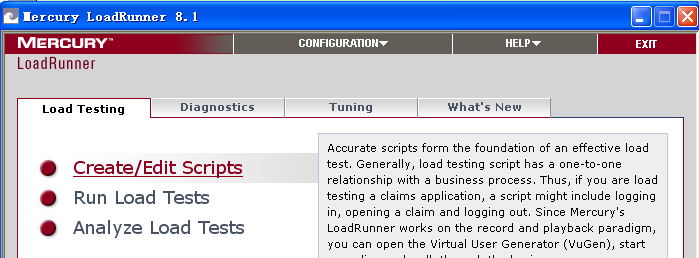 Mercury LoadRunner 8.1
MERCURY™ CONFIGURATION HELP EXIT
LoadRunner
Load Testing Diagnostics Tuning What's New
Create/Edit Scripts
Run Load Tests
Analyze Load Tests
Accurate scripts form the foundation of an effective load
test. Generally, load testing script has a one-to-one
relationship with a business process. Thus, if you are load
testing a claims application, a script might include logging
in, opening a claim and logging out. Since Mercury's
LoadRunner works on the record and playback paradigm,
you can open the Virtual User Generator (VuGen), start